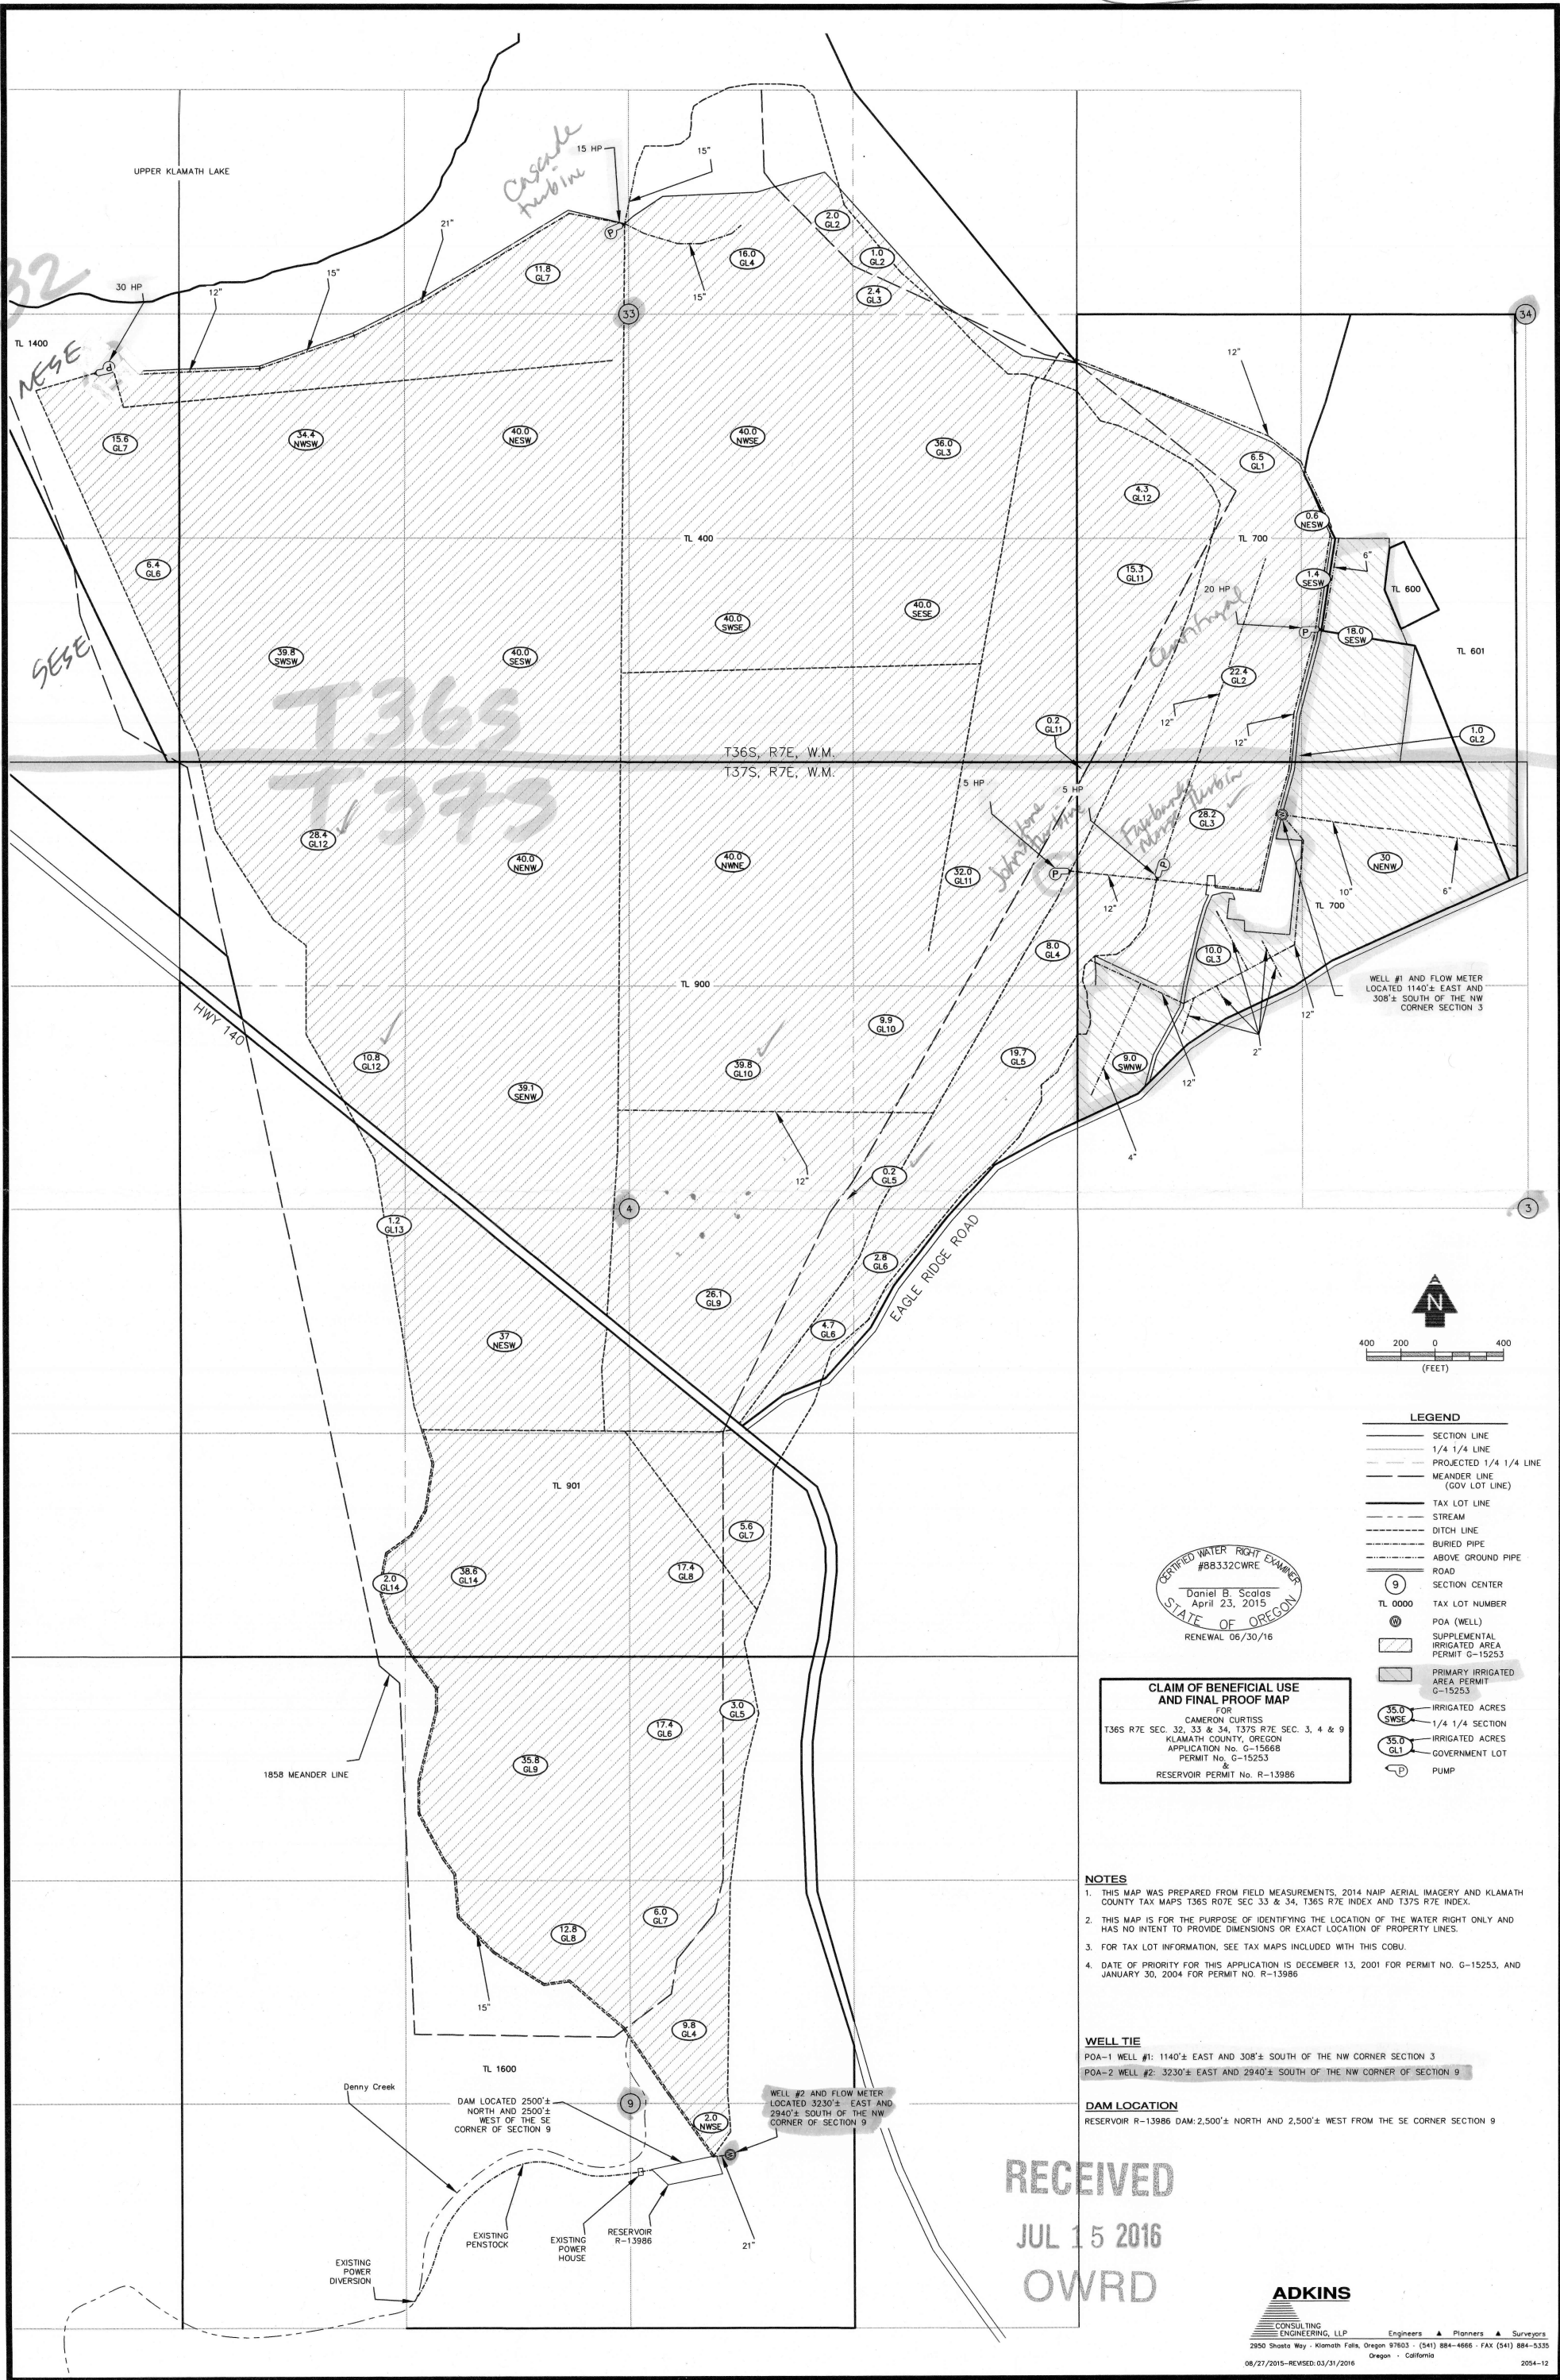 UPPER KLAMATH LAKE
Cascade
turbine
15 HP
15"
21"
2.0
GL2
1.0
GL2
16.0
GL4
11.8
GL7
15"
12"
30 HP
32
2.4
GL3
15"
33
34
TL 1400
NESE
12"
15.6
GL7
34.4
NWSW
40.0
NESW
40.0
NWSE
36.0
GL3
6.5
GL1
4.3
GL12
0.6
NESW
TL 400
TL 700
6.4
GL6
15.3
GL11
1.4
SESW
6"
TL 600
20 HP
Centrifugal
40.0
SWSE
40.0
SESE
18.0
SESW
TL 601
SESE
39.8
SWSW
40.0
SESW
22.4
GL2
T36S
12"
12"
0.2
GL11
1.0
GL2
T36S, R7E, W.M.
T37S, R7E, W.M.
T37S
5 HP
5 HP
Johnstone
turbine
Fairbanks
Morse turbin
28.4
GL12
40.0
NENW
40.0
NWNE
32.0
GL11
28.2
GL3
30
NENW
12"
10"
6"
TL 700
8.0
GL4
10.0
GL3
TL 900
WELL #1 AND FLOW METER
LOCATED 1140'± EAST AND
308'± SOUTH OF THE NW
CORNER SECTION 3
HWY 140
10.8
GL12
39.1
SENW
39.8
GL10
9.9
GL10
19.7
GL5
9.0
SWNW
12"
2"
12"
4"
12"
0.2
GL5
1.2
GL13
4
3
EAGLE RIDGE ROAD
2.8
GL6
26.1
GL9
4.7
GL6
37
NESW
N
400 200 0 400
(FEET)
TL 901
5.6
GL7
2.0
GL14
38.6
GL14
17.4
GL8
LEGEND
SECTION LINE
1/4 1/4 LINE
PROJECTED 1/4 1/4 LINE
MEANDER LINE
(GOV LOT LINE)
TAX LOT LINE
STREAM
DITCH LINE
BURIED PIPE
ABOVE GROUND PIPE
ROAD
9 SECTION CENTER
TL 0000 TAX LOT NUMBER
W POA (WELL)
SUPPLEMENTAL
IRRIGATED AREA
PERMIT G-15253
PRIMARY IRRIGATED
AREA PERMIT
G-15253
35.0 IRRIGATED ACRES
SWSE 1/4 1/4 SECTION
35.0 IRRIGATED ACRES
GL1 GOVERNMENT LOT
P PUMP
CERTIFIED WATER RIGHT EXAMINER
#88332CWRE
Daniel B. Scalas
April 23, 2015
STATE OF OREGON
RENEWAL 06/30/16
CLAIM OF BENEFICIAL USE
AND FINAL PROOF MAP
FOR
CAMERON CURTISS
T36S R7E SEC. 32, 33 & 34, T37S R7E SEC. 3, 4 & 9
KLAMATH COUNTY, OREGON
APPLICATION No. G-15668
PERMIT No. G-15253
&
RESERVOIR PERMIT No. R-13986
3.0
GL5
17.4
GL6
35.8
GL9
1858 MEANDER LINE
6.0
GL7
12.8
GL8
15"
9.8
GL4
NOTES
1. THIS MAP WAS PREPARED FROM FIELD MEASUREMENTS, 2014 NAIP AERIAL IMAGERY AND KLAMATH
COUNTY TAX MAPS T36S R07E SEC 33 & 34, T36S R7E INDEX AND T37S R7E INDEX.
2. THIS MAP IS FOR THE PURPOSE OF IDENTIFYING THE LOCATION OF THE WATER RIGHT ONLY AND
HAS NO INTENT TO PROVIDE DIMENSIONS OR EXACT LOCATION OF PROPERTY LINES.
3. FOR TAX LOT INFORMATION, SEE TAX MAPS INCLUDED WITH THIS COBU.
4. DATE OF PRIORITY FOR THIS APPLICATION IS DECEMBER 13, 2001 FOR PERMIT NO. G-15253, AND
JANUARY 30, 2004 FOR PERMIT NO. R-13986
WELL TIE
POA-1 WELL #1: 1140'± EAST AND 308'± SOUTH OF THE NW CORNER SECTION 3
POA-2 WELL #2: 3230'± EAST AND 2940'± SOUTH OF THE NW CORNER OF SECTION 9
DAM LOCATION
RESERVOIR R-13986 DAM: 2,500'± NORTH AND 2,500'± WEST FROM THE SE CORNER SECTION 9
TL 1600
Denny Creek
DAM LOCATED 2500'±
NORTH AND 2500'±
WEST OF THE SE
CORNER OF SECTION 9
9
2.0
NWSE
WELL #2 AND FLOW METER
LOCATED 3230'± EAST AND
2940'± SOUTH OF THE NW
CORNER OF SECTION 9
EXISTING
PENSTOCK
EXISTING
POWER
HOUSE
RESERVOIR
R-13986
21"
EXISTING
POWER
DIVERSION
RECEIVED
JUL 15 2016
OWRD
ADKINS
CONSULTING
ENGINEERING, LLP
Engineers ▲ Planners ▲ Surveyors
2950 Shasta Way - Klamath Falls, Oregon 97603 - (541) 884-4666 - FAX (541) 884-5335
Oregon - California
08/27/2015-REVISED: 03/31/2016
2054-12